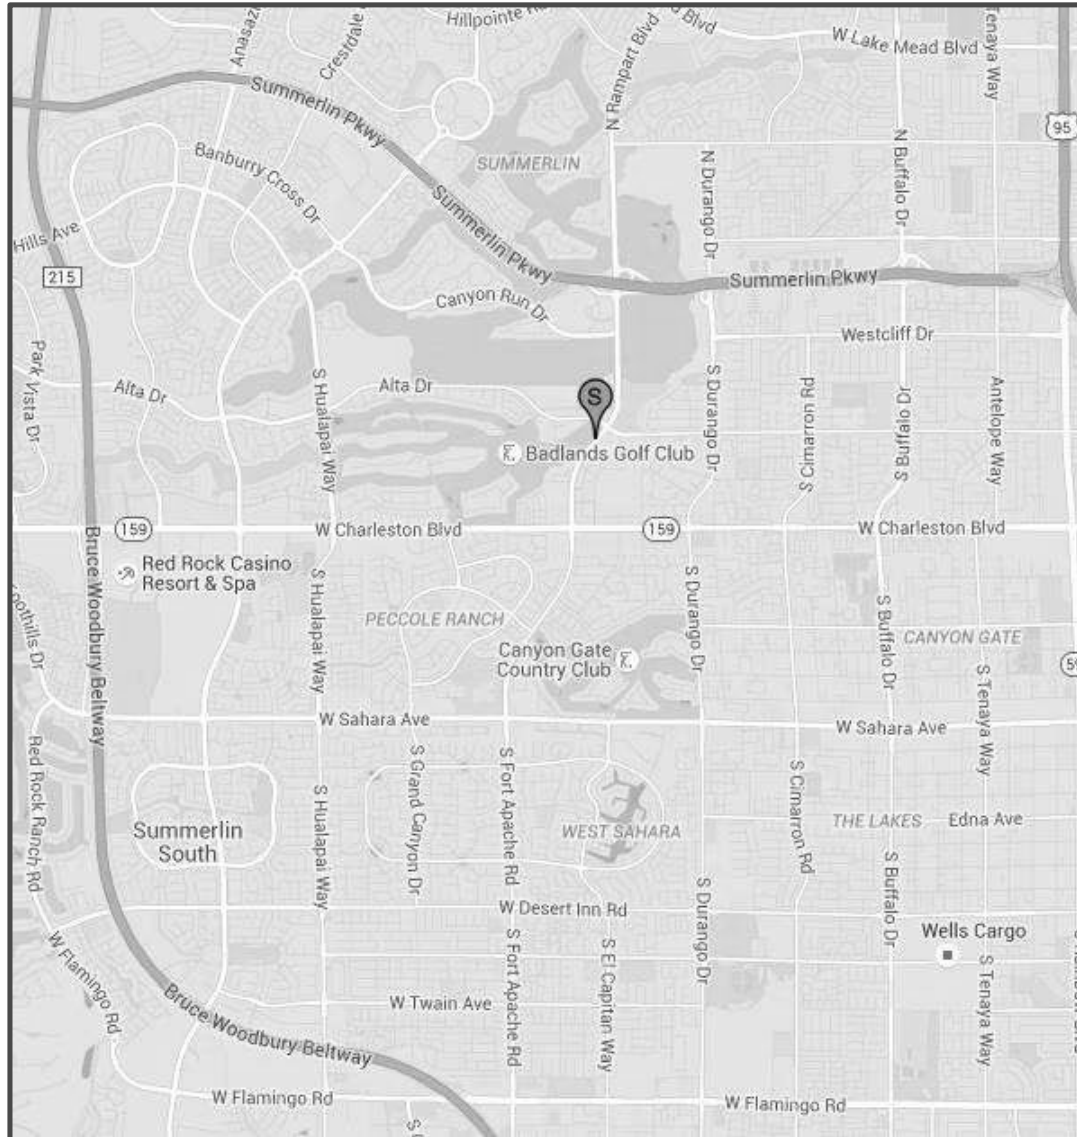 Hillpointe
N Rampart Blvd
Blvd
W Lake Mead Blvd
Tenaya Way
Anasazi
Crestdale
Summerlin Pkwy
95
SUMMERLIN
Banbury Cross Dr
N Durango Dr
N Buffalo Dr
Hills Ave
Summerlin Pkwy
215
Summerlin Pkwy
Canyon Run Dr
Westcliff Dr
Park Vista Dr
Alta Dr
S Hualapai Way
Alta Dr
S
S Durango Dr
S Cimarron Rd
S Buffalo Dr
Antelope Way
Badlands Golf Club
159
W Charleston Blvd
159
W Charleston Blvd
Bruce Woodbury Beltway
Red Rock Casino
Resort & Spa
S Hualapai Way
S Durango Dr
S Buffalo Dr
PECCOLE RANCH
CANYON GATE
oothills Dr
Canyon Gate
Country Club
S Tenaya Way
59
W Sahara Ave
W Sahara Ave
Red Rock Ranch Rd
S Grand Canyon Dr
S Fort Apache Rd
S Cimarron Rd
S Hualapai Way
Summerlin
South
WEST SAHARA
THE LAKES
Edna Ave
S Buffalo Dr
S Durango Dr
W Desert Inn Rd
Wells Cargo
W Flamingo Rd
S Fort Apache Rd
S El Capitan Way
S Tenaya Way
W Twain Ave
Bruce Woodbury Beltway
W Flamingo Rd
W Flamingo Rd